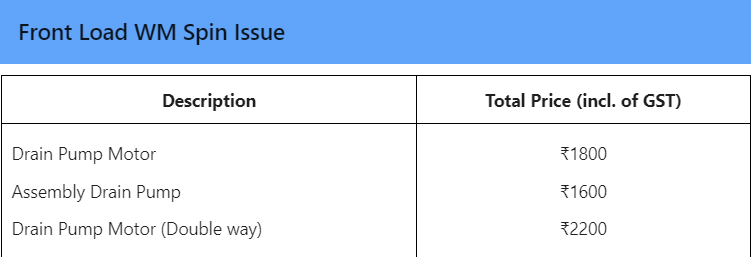 Front Load WM Spin Issue
Description Total Price (incl. of GST)
Drain Pump Motor ₹1800
Assembly Drain Pump ₹1600
Drain Pump Motor (Double way) ₹2200